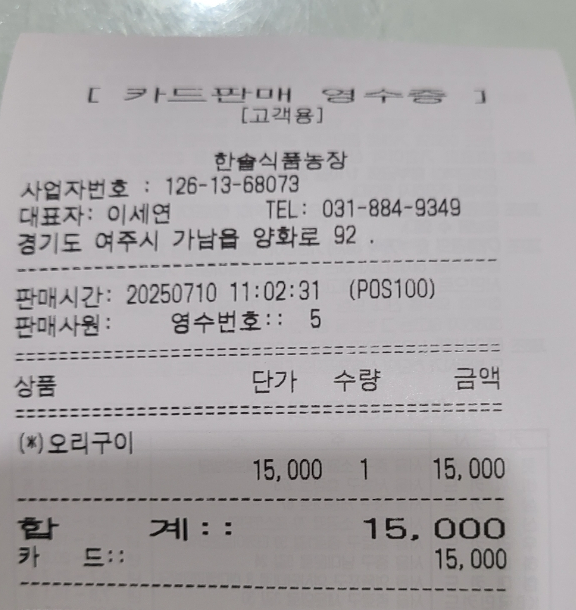 [ 카드판매 영수증 ]
[고객용]
한솔식품농장
사업자번호 : 126-13-68073
대표자: 이세연 TEL: 031-884-9349
경기도 여주시 가남읍 양화로 92 .
판매시간: 20250710 11:02:31 (POS100)
판매사원: 영수번호:: 5
상품 단가 수량 금액
(*)오리구이
15,000 1 15,000
합 계:: 15,000
카 드:: 15,000